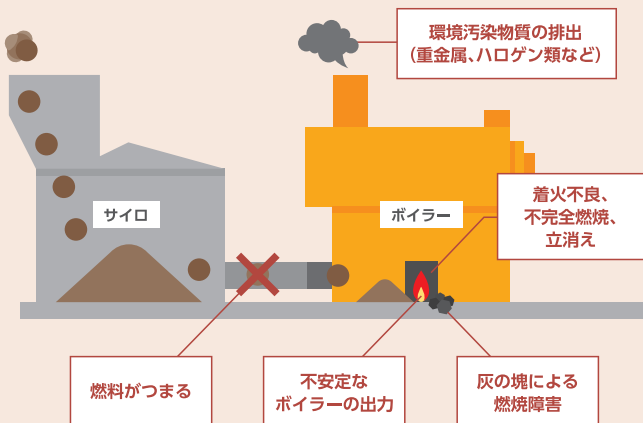 環境汚染物質の排出
(重金属、ハロゲン類など)
着火不良、
不完全燃焼、
立消え
サイロ
ボイラー
燃料がつまる
不安定な
ボイラーの出力
灰の塊による
燃焼障害